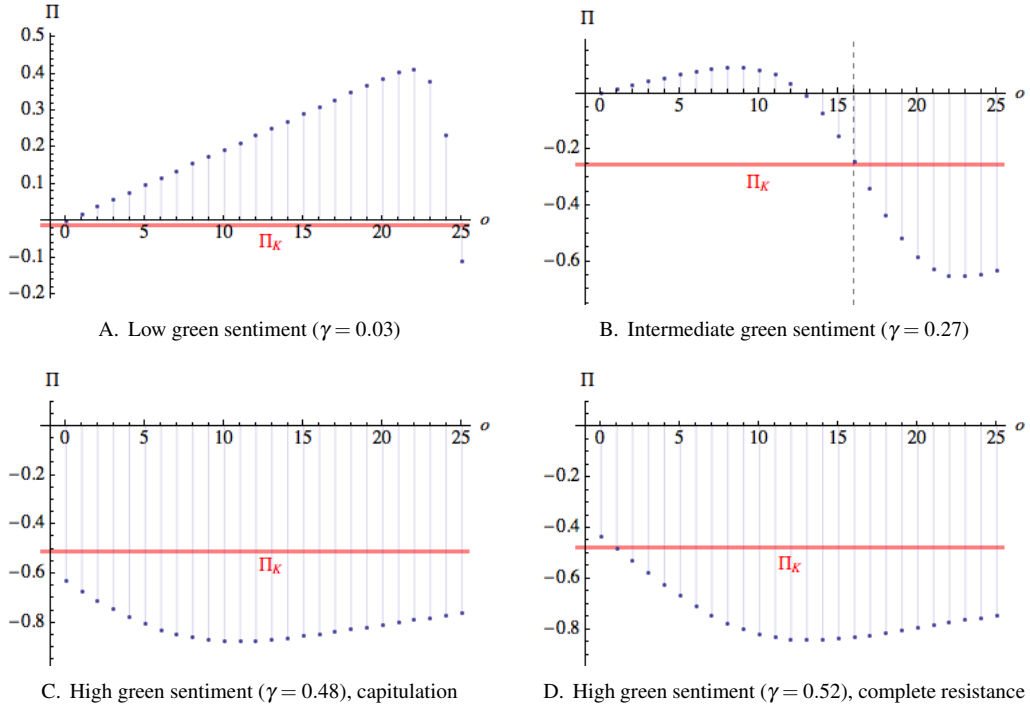 Π
0.5
0.4
0.3
0.2
0.1
0 5 10 15 20 25 o
Π_K
−0.1
−0.2
A. Low green sentiment (γ = 0.03)
Π
0 5 10 15 20 25 o
−0.2
Π_K
−0.4
−0.6
B. Intermediate green sentiment (γ = 0.27)
Π
0 5 10 15 20 25 o
−0.2
−0.4
Π_K
−0.6
−0.8
C. High green sentiment (γ = 0.48), capitulation
Π
0 5 10 15 20 25 o
−0.2
−0.4
Π_K
−0.6
−0.8
D. High green sentiment (γ = 0.52), complete resistance